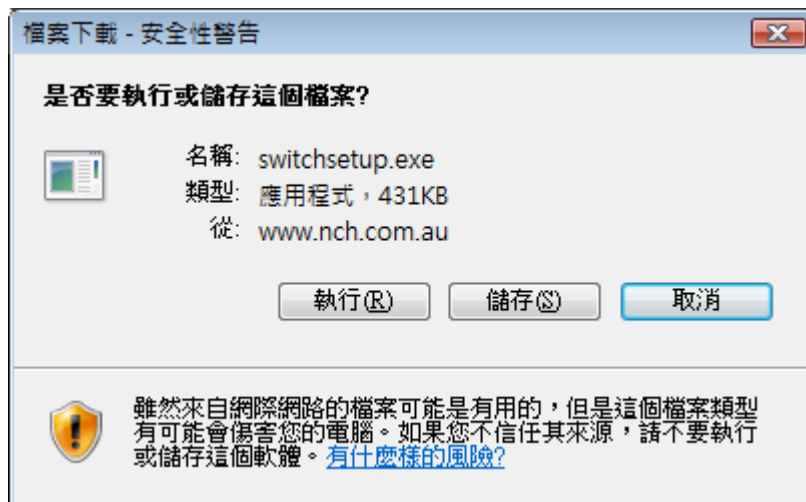 檔案下載 - 安全性警告
是否要執行或儲存這個檔案?
名稱: switchsetup.exe
類型: 應用程式，431KB
從: www.nch.com.au
執行(R) 儲存(S) 取消
雖然來自網際網路的檔案可能是有用的，但是這個檔案類型
有可能會傷害您的電腦。如果您不信任其來源，請不要執行
或儲存這個軟體。有什麼樣的風險?